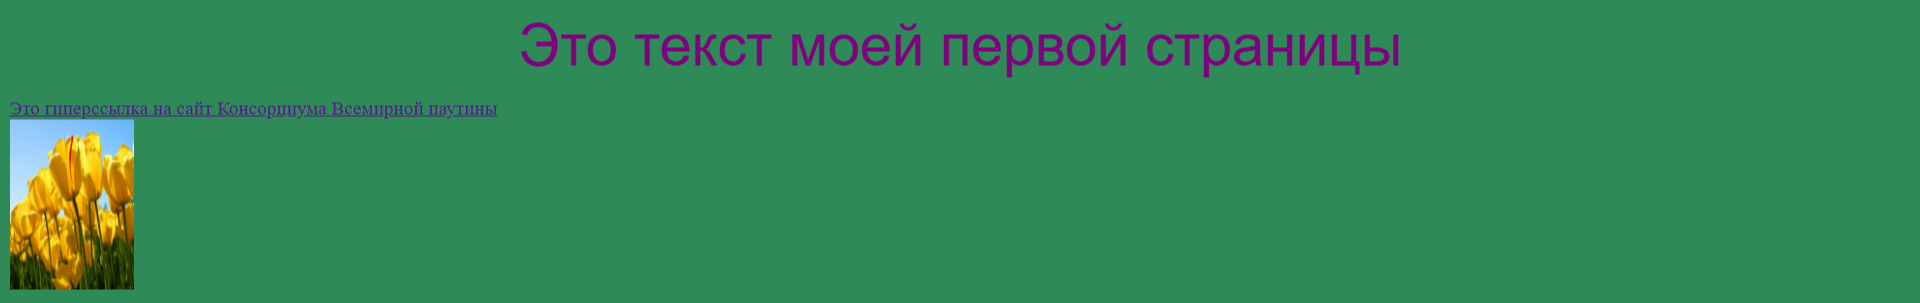 Это текст моей первой страницы
Это гиперссылка на сайт Консорциума Всемирной паутины